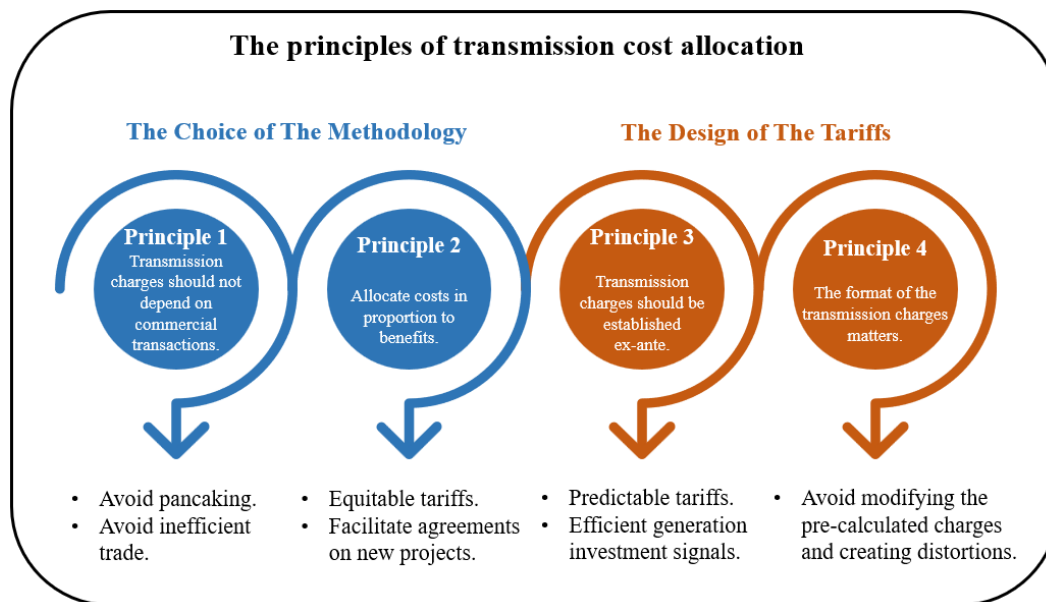 The principles of transmission cost allocation
The Choice of The Methodology
The Design of The Tariffs
Principle 1
Transmission
charges should not
depend on
commercial
transactions.
Principle 2
Allocate costs in
proportion to
benefits.
Principle 3
Transmission
charges should be
established
ex-ante.
Principle 4
The format of the
transmission charges
matters.
• Avoid pancaking.
• Avoid inefficient
trade.
• Equitable tariffs.
• Facilitate agreements
on new projects.
• Predictable tariffs.
• Efficient generation
investment signals.
• Avoid modifying the
pre-calculated charges
and creating distortions.